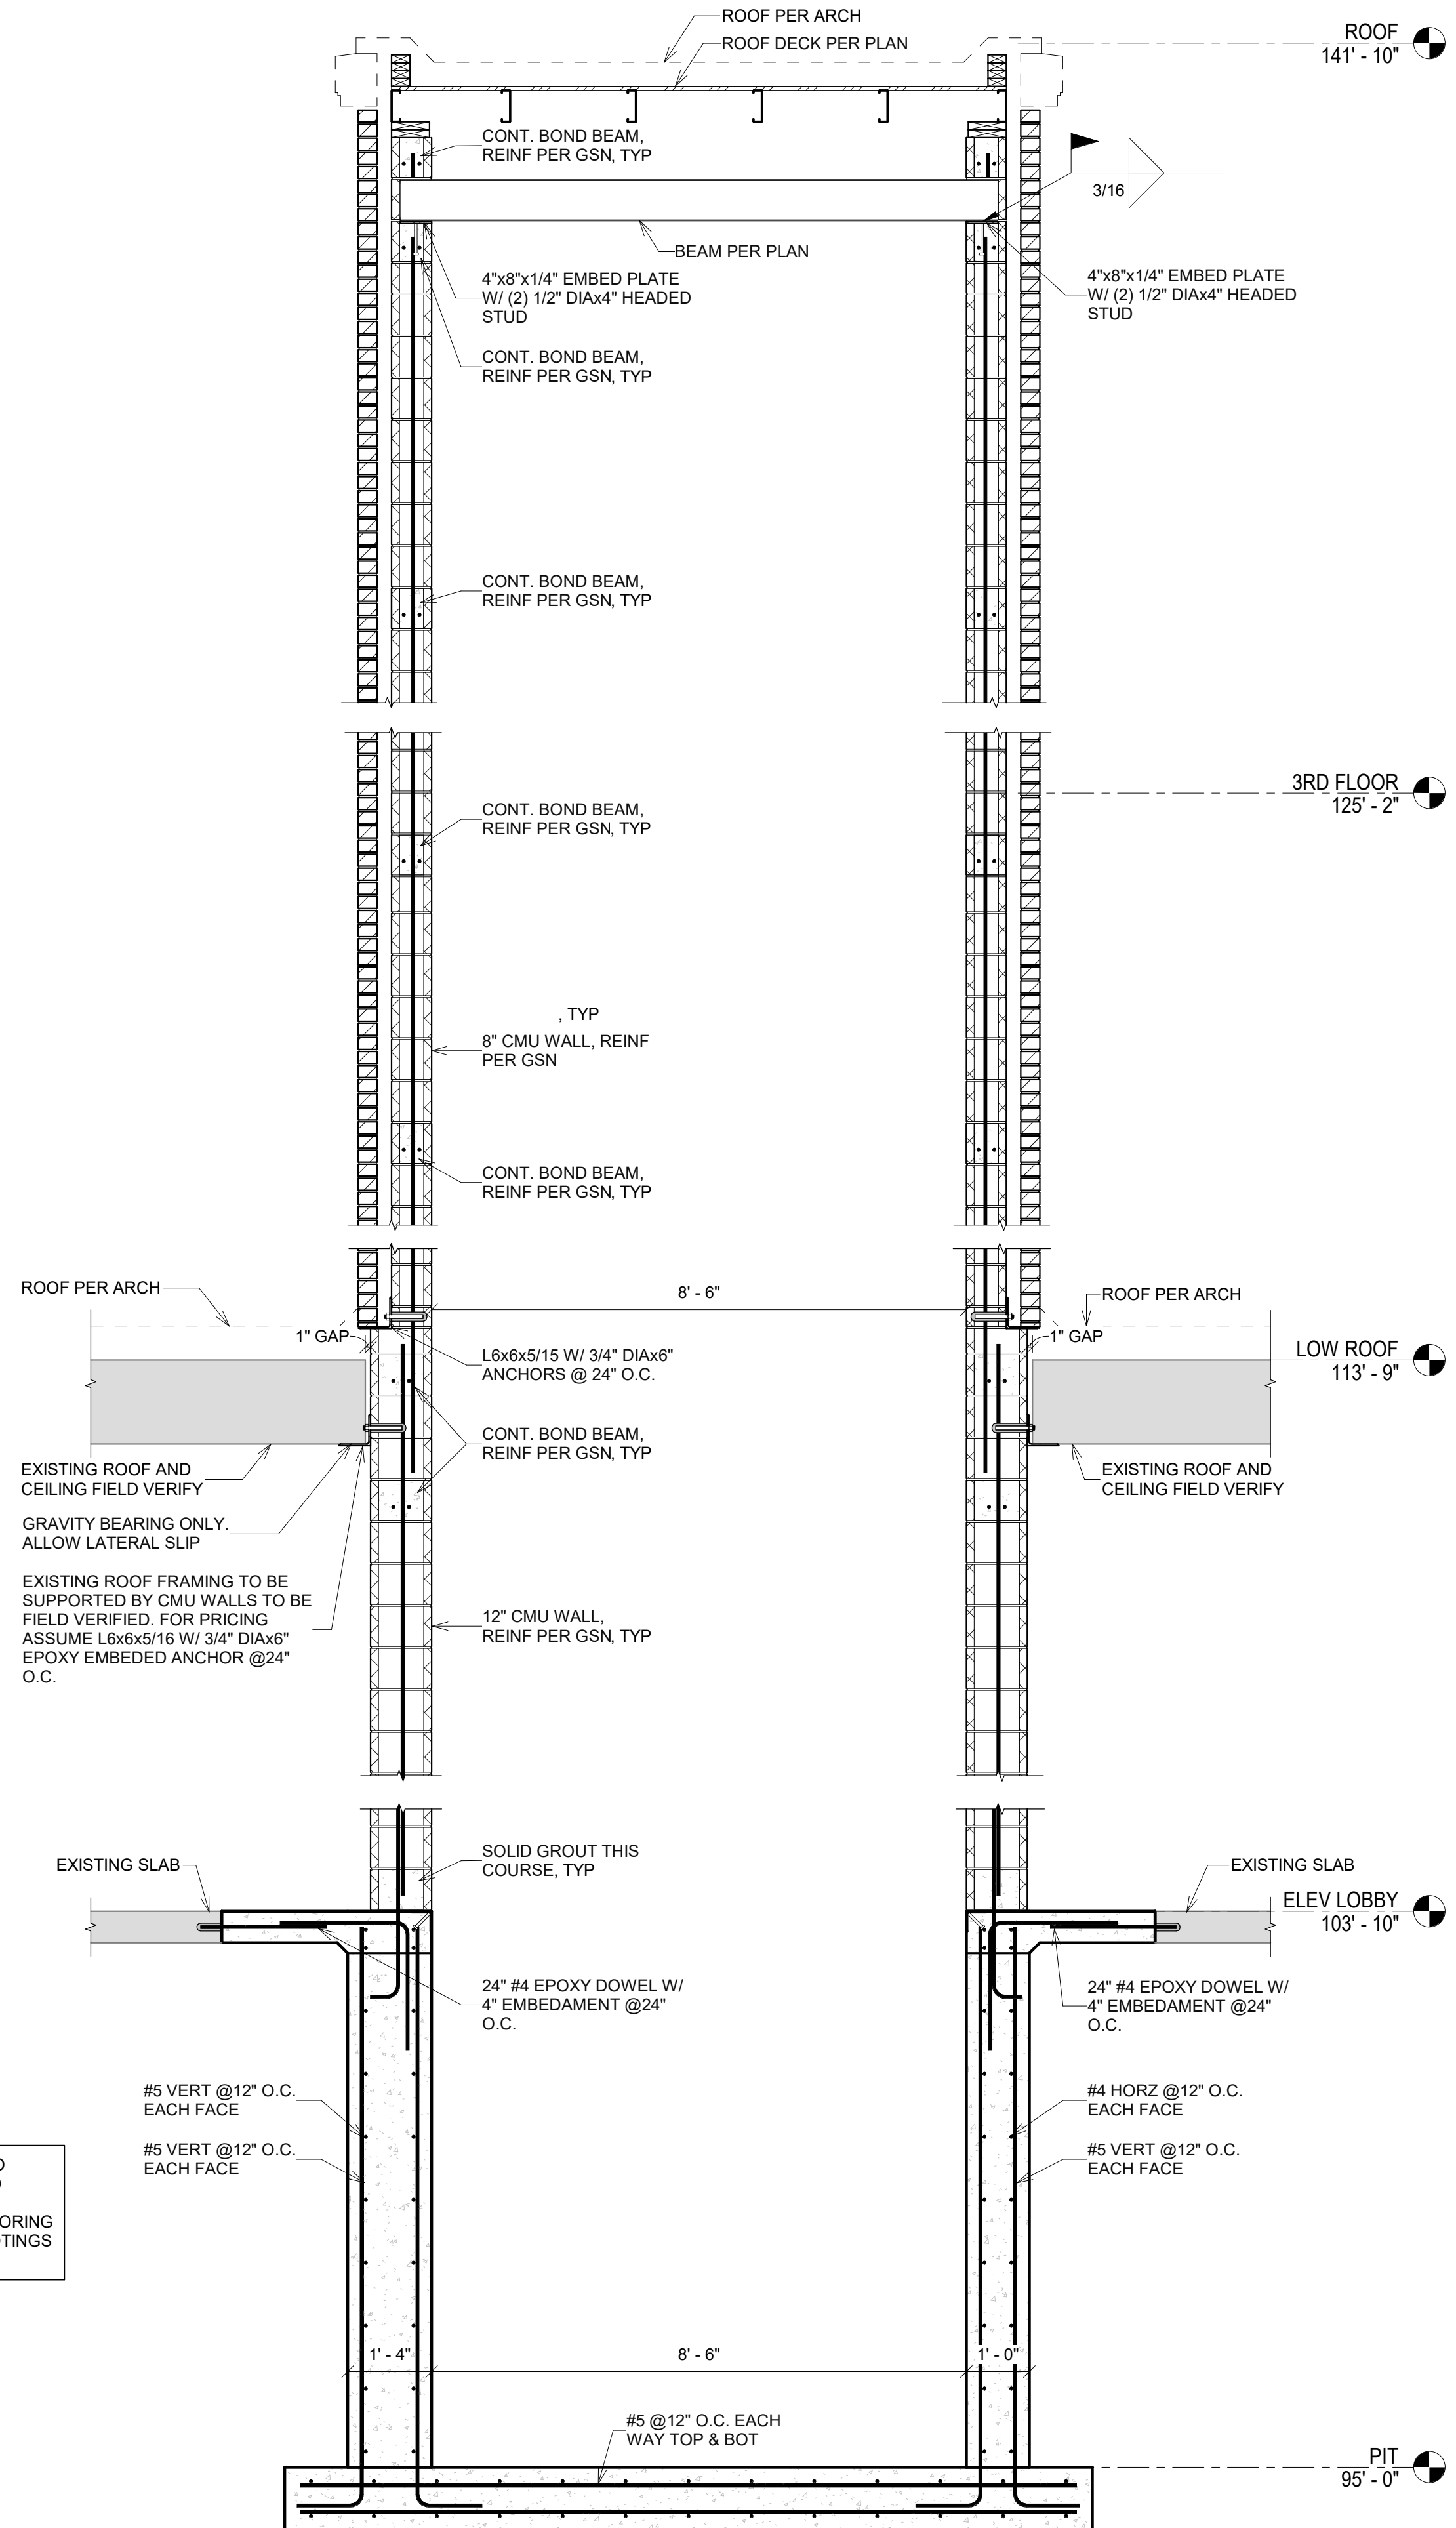 ROOF PER ARCH
ROOF DECK PER PLAN
ROOF
141' - 10"
CONT. BOND BEAM,
REINF PER GSN, TYP
3/16
BEAM PER PLAN
4"x8"x1/4" EMBED PLATE
W/ (2) 1/2" DIAx4" HEADED
STUD
4"x8"x1/4" EMBED PLATE
W/ (2) 1/2" DIAx4" HEADED
STUD
CONT. BOND BEAM,
REINF PER GSN, TYP
CONT. BOND BEAM,
REINF PER GSN, TYP
3RD FLOOR
125' - 2"
CONT. BOND BEAM,
REINF PER GSN, TYP
, TYP
8" CMU WALL, REINF
PER GSN
CONT. BOND BEAM,
REINF PER GSN, TYP
ROOF PER ARCH
8' - 6"
ROOF PER ARCH
1" GAP
1" GAP
LOW ROOF
113' - 9"
L6x6x5/15 W/ 3/4" DIAx6"
ANCHORS @ 24" O.C.
CONT. BOND BEAM,
REINF PER GSN, TYP
EXISTING ROOF AND
CEILING FIELD VERIFY
EXISTING ROOF AND
CEILING FIELD VERIFY
GRAVITY BEARING ONLY.
ALLOW LATERAL SLIP
EXISTING ROOF FRAMING TO BE
SUPPORTED BY CMU WALLS TO BE
FIELD VERIFIED. FOR PRICING
ASSUME L6x6x5/16 W/ 3/4" DIAx6"
EPOXY EMBEDED ANCHOR @24"
O.C.
12" CMU WALL,
REINF PER GSN, TYP
SOLID GROUT THIS
COURSE, TYP
EXISTING SLAB
EXISTING SLAB
ELEV LOBBY
103' - 10"
24" #4 EPOXY DOWEL W/
4" EMBEDAMENT @24"
O.C.
24" #4 EPOXY DOWEL W/
4" EMBEDAMENT @24"
O.C.
#5 VERT @12" O.C.
EACH FACE
#4 HORZ @12" O.C.
EACH FACE
#5 VERT @12" O.C.
EACH FACE
#5 VERT @12" O.C.
EACH FACE
ORING
TINGS
1' - 4"
8' - 6"
1' - 0"
#5 @12" O.C. EACH
WAY TOP & BOT
PIT
95' - 0"